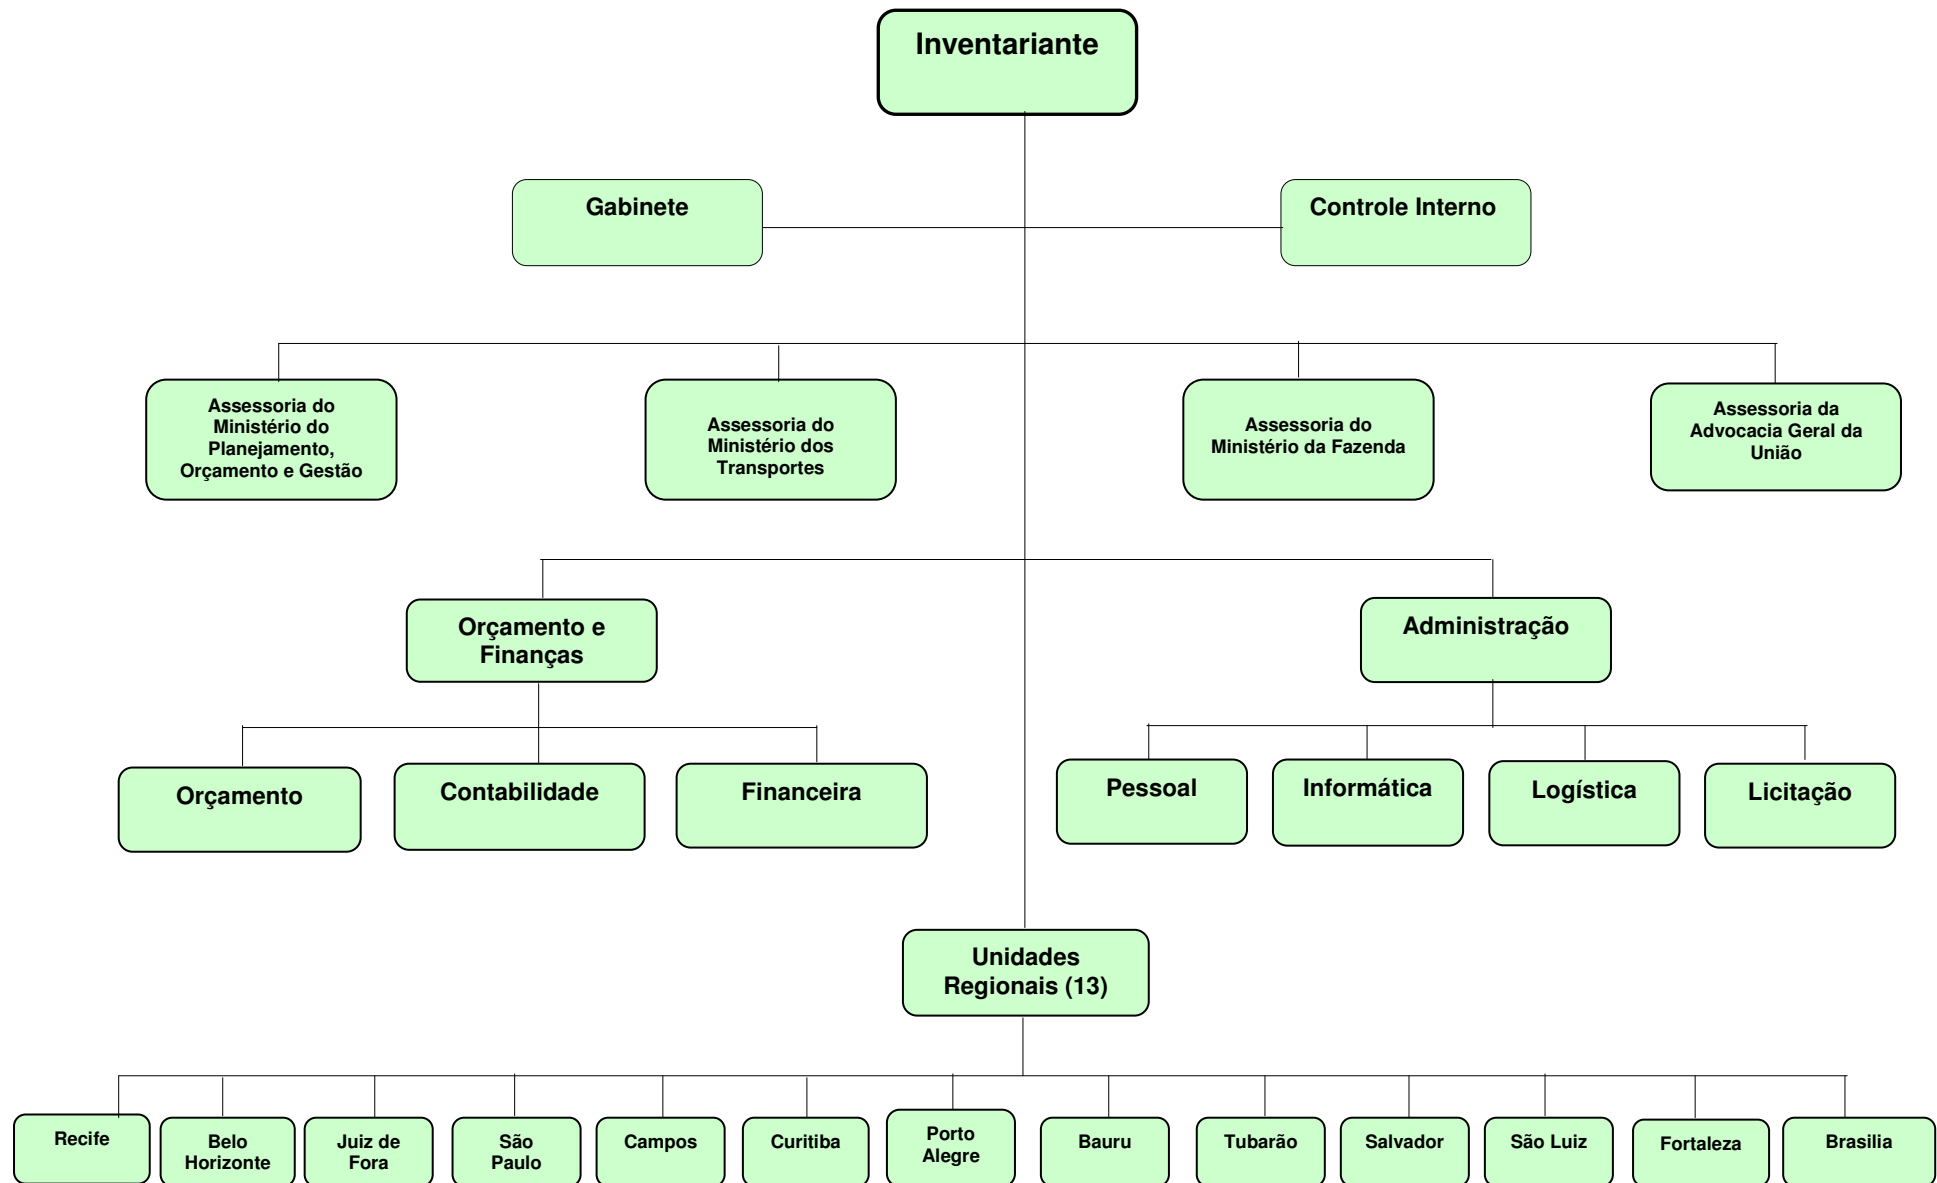 Inventariante
Gabinete
Controle Interno
Assessoria do
Ministério do
Planejamento,
Orçamento e Gestão
Assessoria do
Ministério dos
Transportes
Assessoria do
Ministério da Fazenda
Assessoria da
Advocacia Geral da
União
Orçamento e
Finanças
Administração
Orçamento
Contabilidade
Financeira
Pessoal
Informática
Logística
Licitação
Unidades
Regionais (13)
Recife
Belo
Horizonte
Juiz de
Fora
São
Paulo
Campos
Curitiba
Porto
Alegre
Bauru
Tubarão
Salvador
São Luiz
Fortaleza
Brasilia